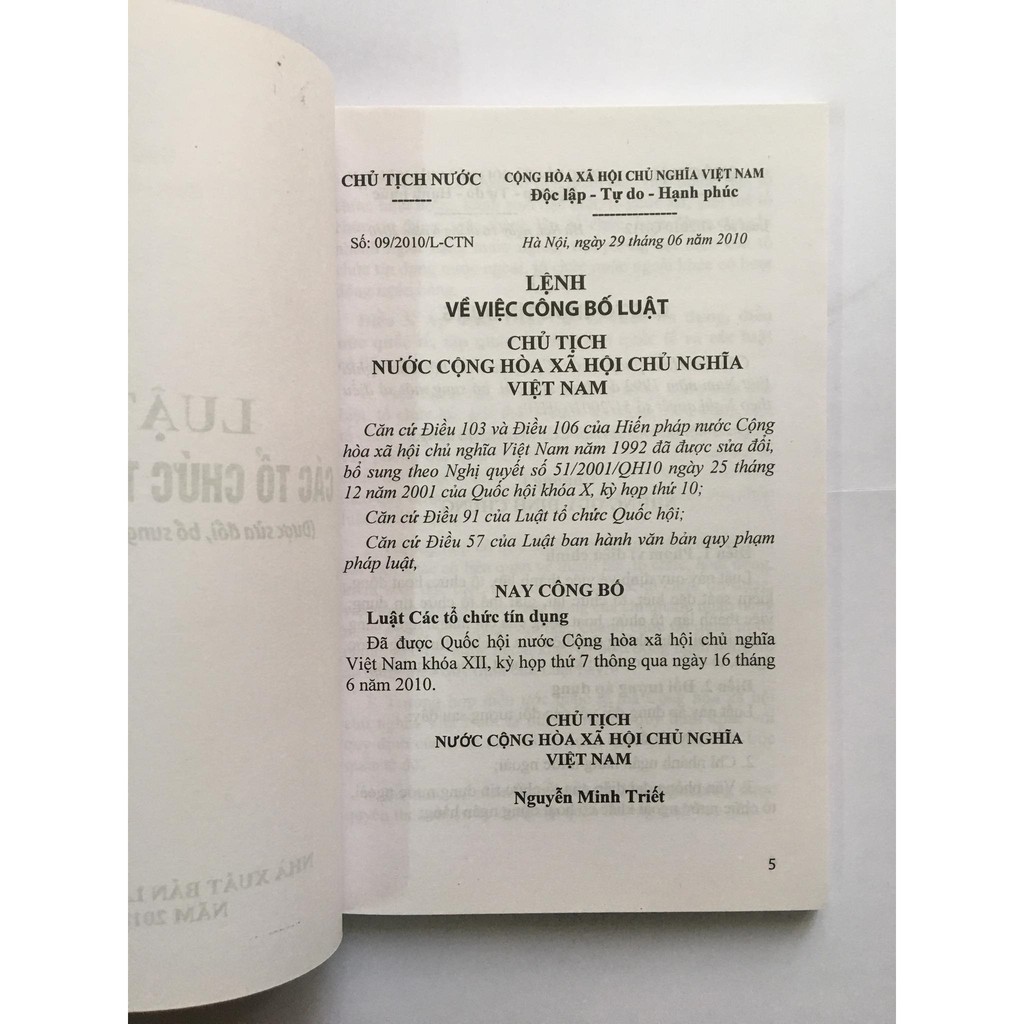 CHỦ TỊCH NƯỚC
-------
CỘNG HÒA XÃ HỘI CHỦ NGHĨA VIỆT NAM
Độc lập - Tự do - Hạnh phúc
---------------
Số: 09/2010/L-CTN
Hà Nội, ngày 29 tháng 06 năm 2010
LỆNH
VỀ VIỆC CÔNG BỐ LUẬT
CHỦ TỊCH
NƯỚC CỘNG HÒA XÃ HỘI CHỦ NGHĨA
VIỆT NAM
Căn cứ Điều 103 và Điều 106 của Hiến pháp nước Cộng
hòa xã hội chủ nghĩa Việt Nam năm 1992 đã được sửa đổi,
bổ sung theo Nghị quyết số 51/2001/QH10 ngày 25 tháng
12 năm 2001 của Quốc hội khóa X, kỳ họp thứ 10;
Căn cứ Điều 91 của Luật tổ chức Quốc hội;
Căn cứ Điều 57 của Luật ban hành văn bản quy phạm
pháp luật,
NAY CÔNG BỐ
Luật Các tổ chức tín dụng
Đã được Quốc hội nước Cộng hòa xã hội chủ nghĩa
Việt Nam khóa XII, kỳ họp thứ 7 thông qua ngày 16 tháng
6 năm 2010.
CHỦ TỊCH
NƯỚC CỘNG HÒA XÃ HỘI CHỦ NGHĨA
VIỆT NAM
Nguyễn Minh Triết
5